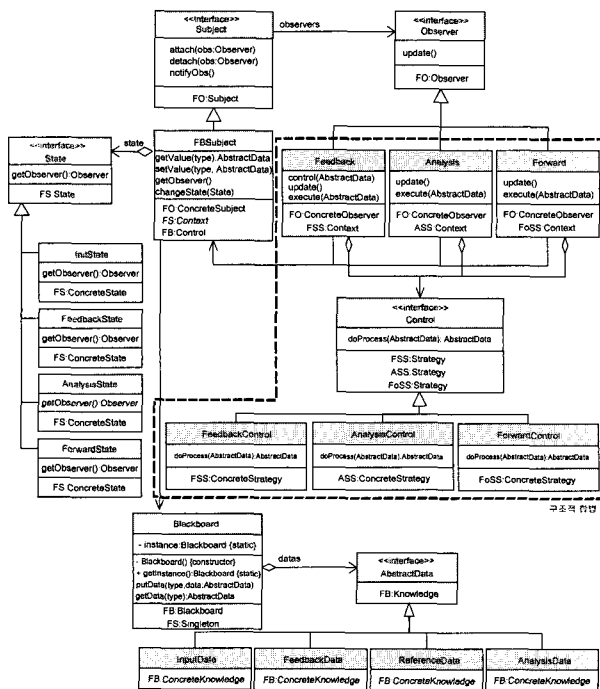 <<interface>>
Subject
attach(obs:Observer)
detach(obs:Observer)
notifyObs()
FO:Subject
observers
<<interface>>
Observer
update()
FO:Observer
<<interface>>
State
getObserver():Observer
FS:State
state
FBSubject
getValue(type):AbstractData
setValue(type, AbstractData)
getObserver()
changeState(State)
FO:ConcreteSubject
FS:Context
FB:Control
Feedback
control(AbstractData)
update()
execute(AbstractData)
FO:ConcreteObserver
FSS:Context
Analysis
update()
execute(AbstractData)
FO:ConcreteObserver
ASS:Context
Forward
update()
execute(AbstractData)
FO:ConcreteObserver
FoSS:Context
InitState
getObserver():Observer
FS:ConcreteState
FeedbackState
getObserver():Observer
FS:ConcreteState
AnalysisState
getObserver():Observer
FS:ConcreteState
ForwardState
getObserver():Observer
FS:ConcreteState
<<interface>>
Control
doProcess(AbstractData): AbstractData
FSS:Strategy
ASS:Strategy
FoSS:Strategy
FeedbackControl
doProcess(AbstractData):AbstractData
FSS:ConcreteStrategy
AnalysisControl
doProcess(AbstractData):AbstractData
ASS:ConcreteStrategy
ForwardControl
doProcess(AbstractData):AbstractData
FoSS:ConcreteStrategy
구조적 합병
Blackboard
- instance:Blackboard {static}
- Blackboard() {constructor}
+ getInstance():Blackboard {static}
putData(type,data:AbstractData)
getData(type):AbstractData
FB:Blackboard
FS:Singleton
datas
<<interface>>
AbstractData
FB:Knowledge
InputData
FB:ConcreteKnowledge
FeedbackData
FB:ConcreteKnowledge
ReferenceData
FB:ConcreteKnowledge
AnalysisData
FB:ConcreteKnowledge